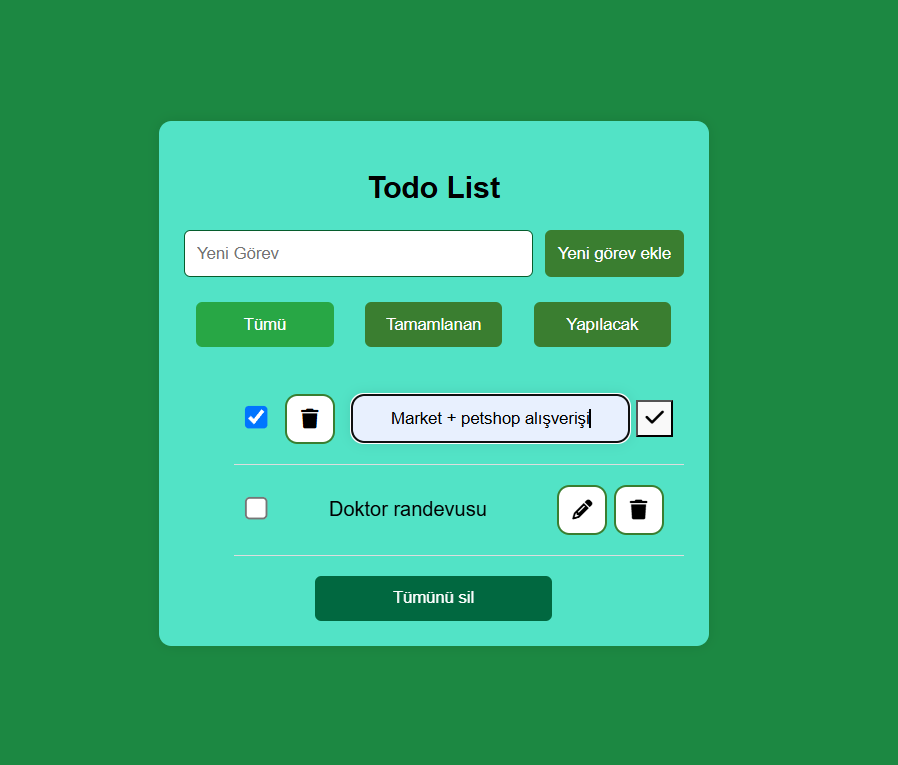 Todo List
Yeni Görev
Yeni görev ekle
Tümü
Tamamlanan
Yapılacak
Market + petshop alışverişi
Doktor randevusu
Tümünü sil